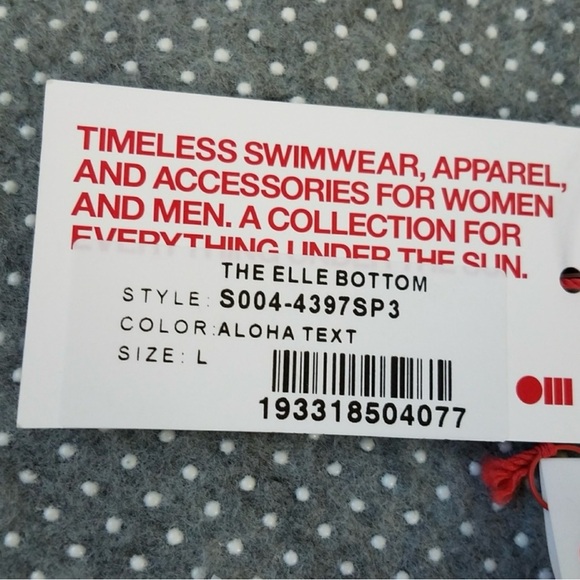 TIMELESS SWIMWEAR, APPAREL,
AND ACCESSORIES FOR WOMEN
AND MEN. A COLLECTION FOR
EVERYTHING UNDER THE SUN.
THE ELLE BOTTOM
STYLE: S004-4397SP3
COLOR:ALOHA TEXT
SIZE: L
193318504077